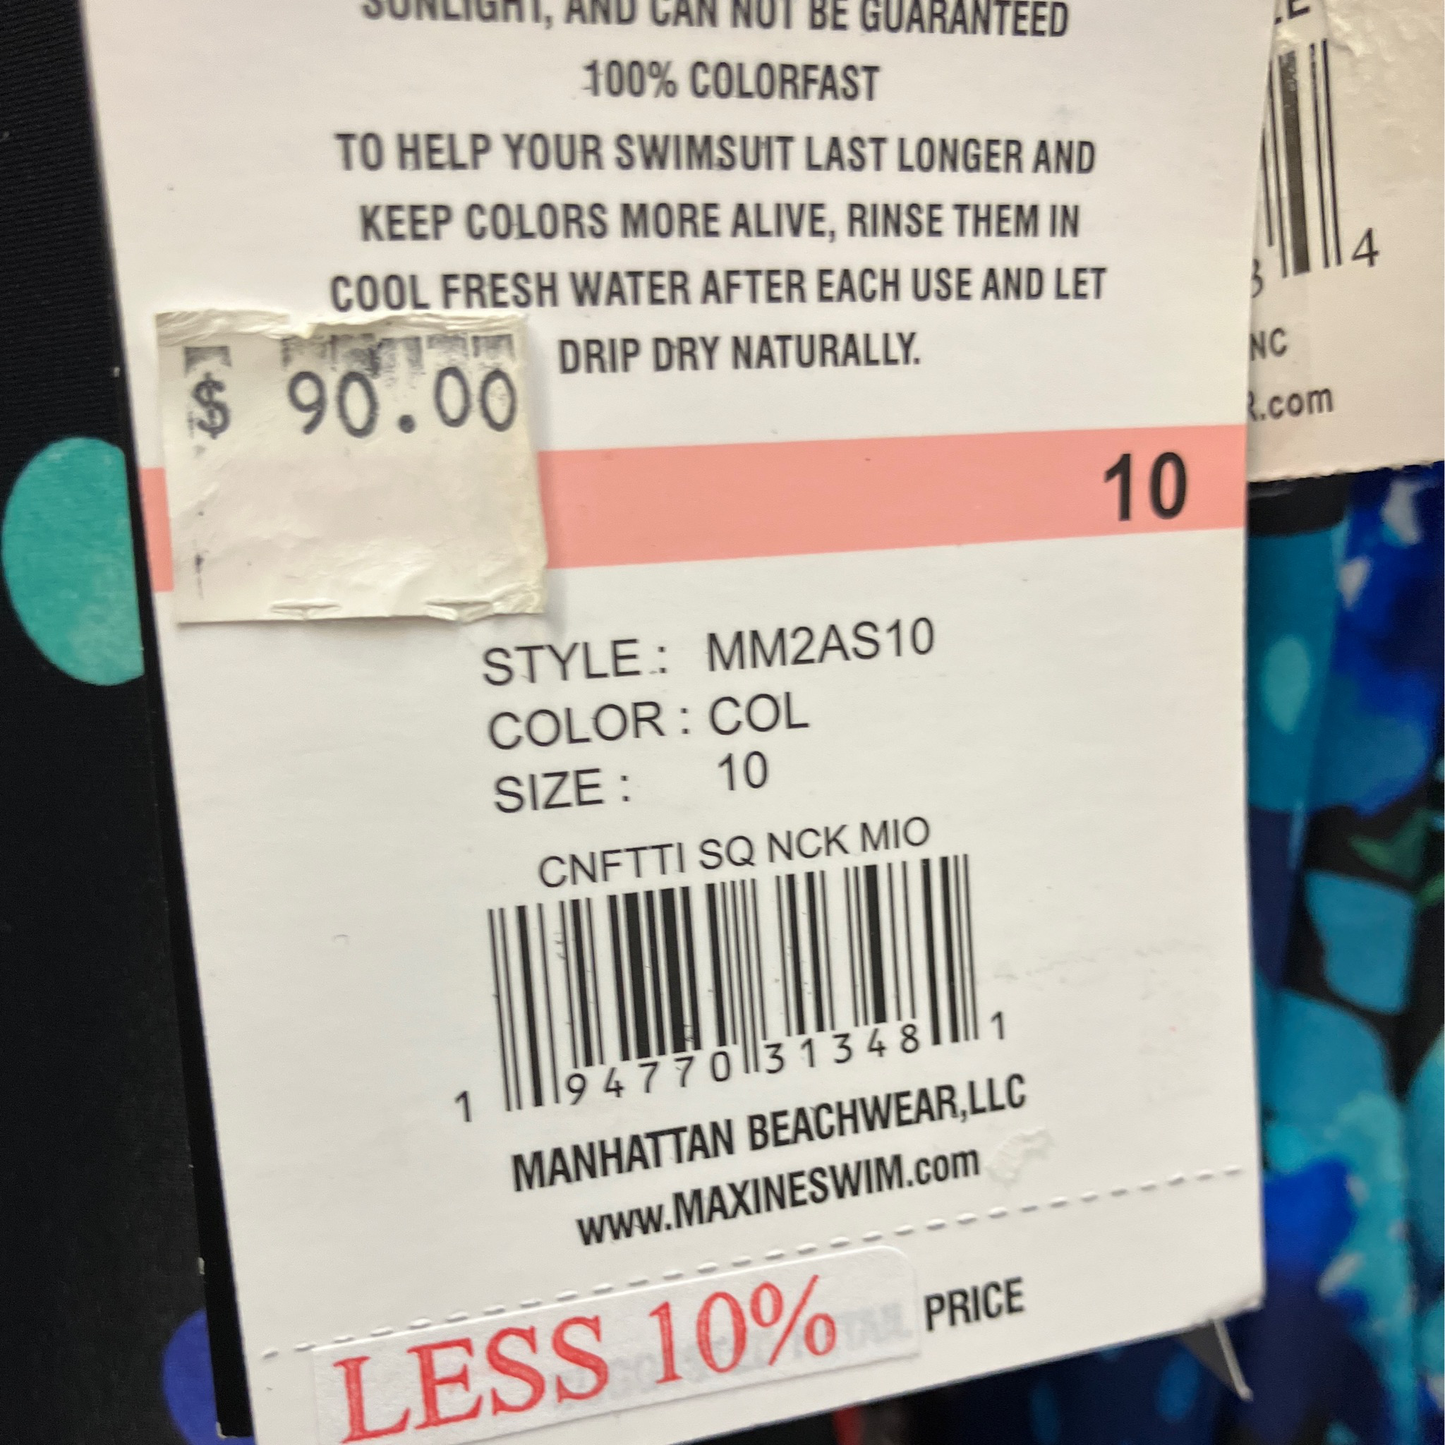 SUNLIGHT, AND CAN NOT BE GUARANTEED
100% COLORFAST
TO HELP YOUR SWIMSUIT LAST LONGER AND
KEEP COLORS MORE ALIVE, RINSE THEM IN
COOL FRESH WATER AFTER EACH USE AND LET
DRIP DRY NATURALLY.
$ 90.00
10
STYLE : MM2AS10
COLOR : COL
SIZE : 10
CNFTTI SQ NCK MIO
1 94770 31348 1
MANHATTAN BEACHWEAR,LLC
www.MAXINESWIM.com
LESS 10% PRICE
4
.com